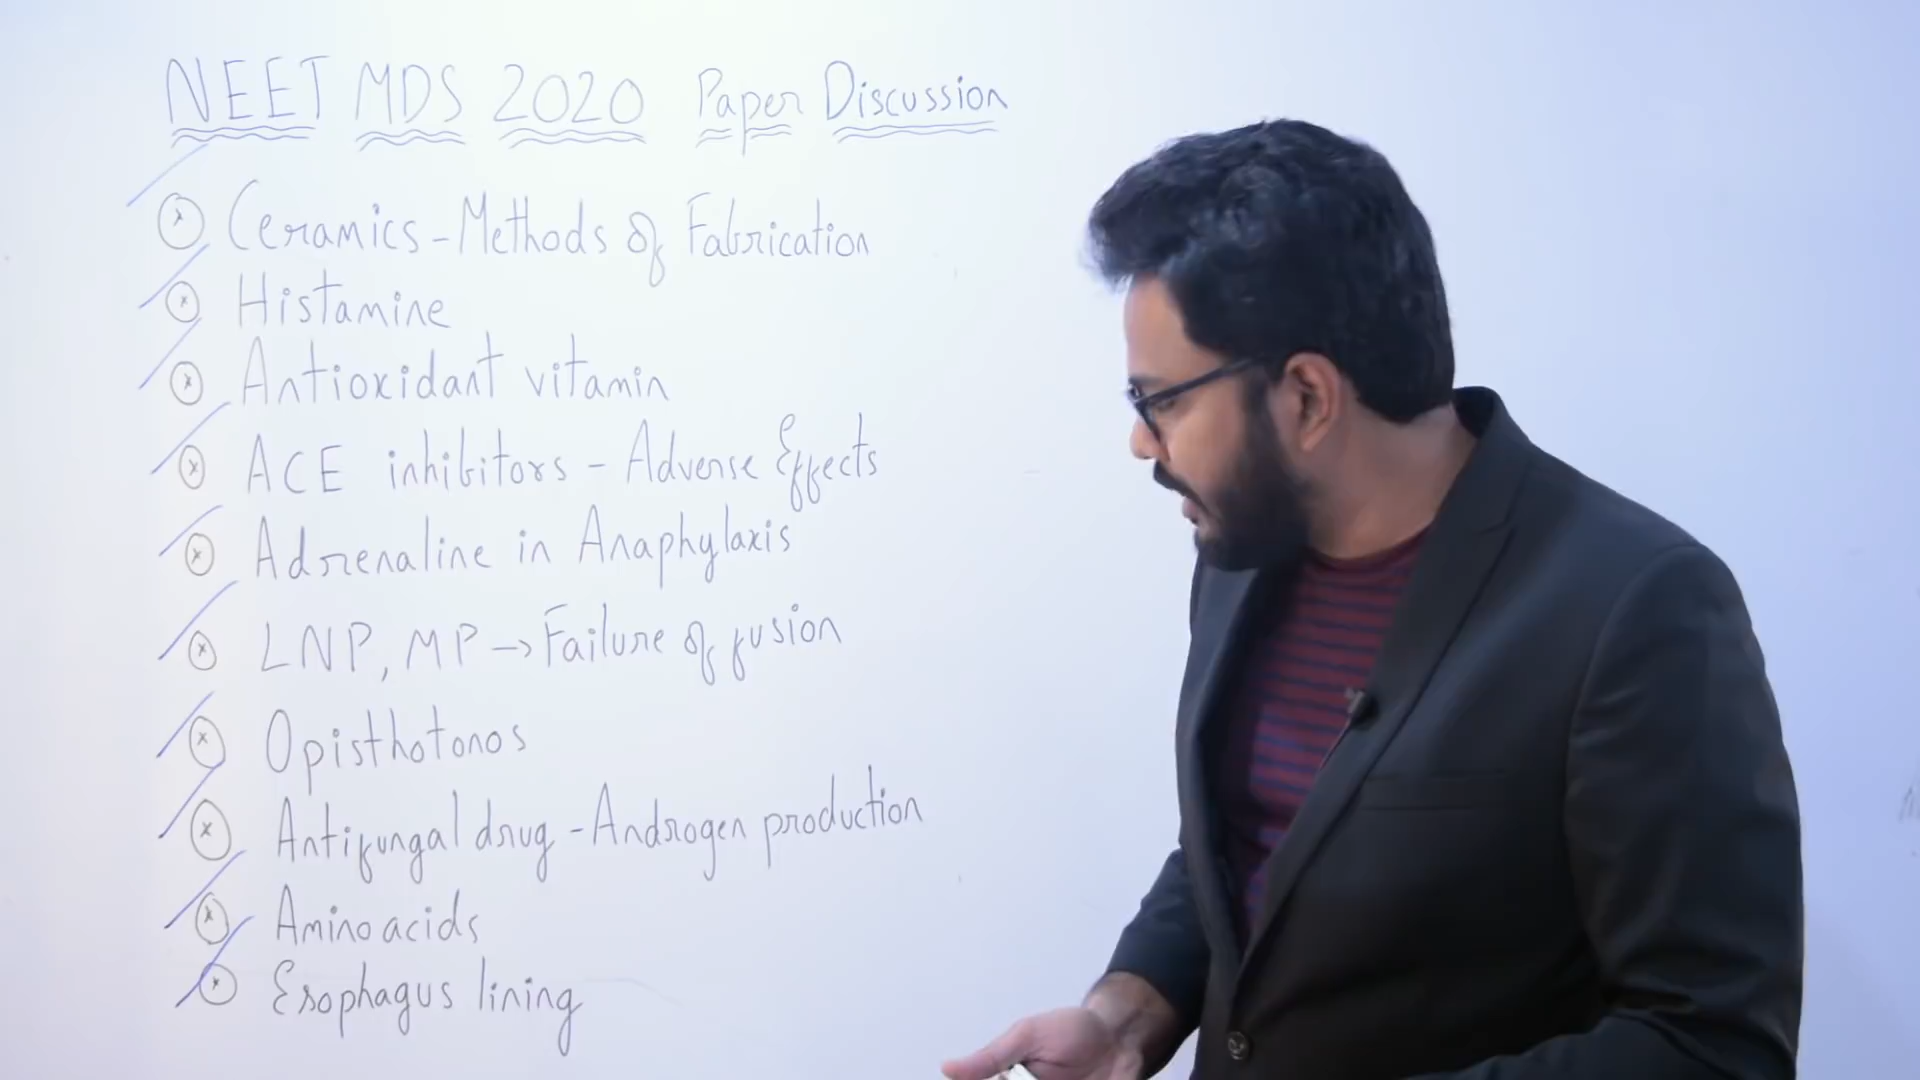 NEET MDS 2020 Paper Discussion
Ceramics - Methods of Fabrication
Histamine
Antioxidant vitamin
ACE inhibitors - Adverse Effects
Adrenaline in Anaphylaxis
LNP, MP → Failure of fusion
Opisthotonos
Antifungal drug - Androgen production
Amino acids
Esophagus lining